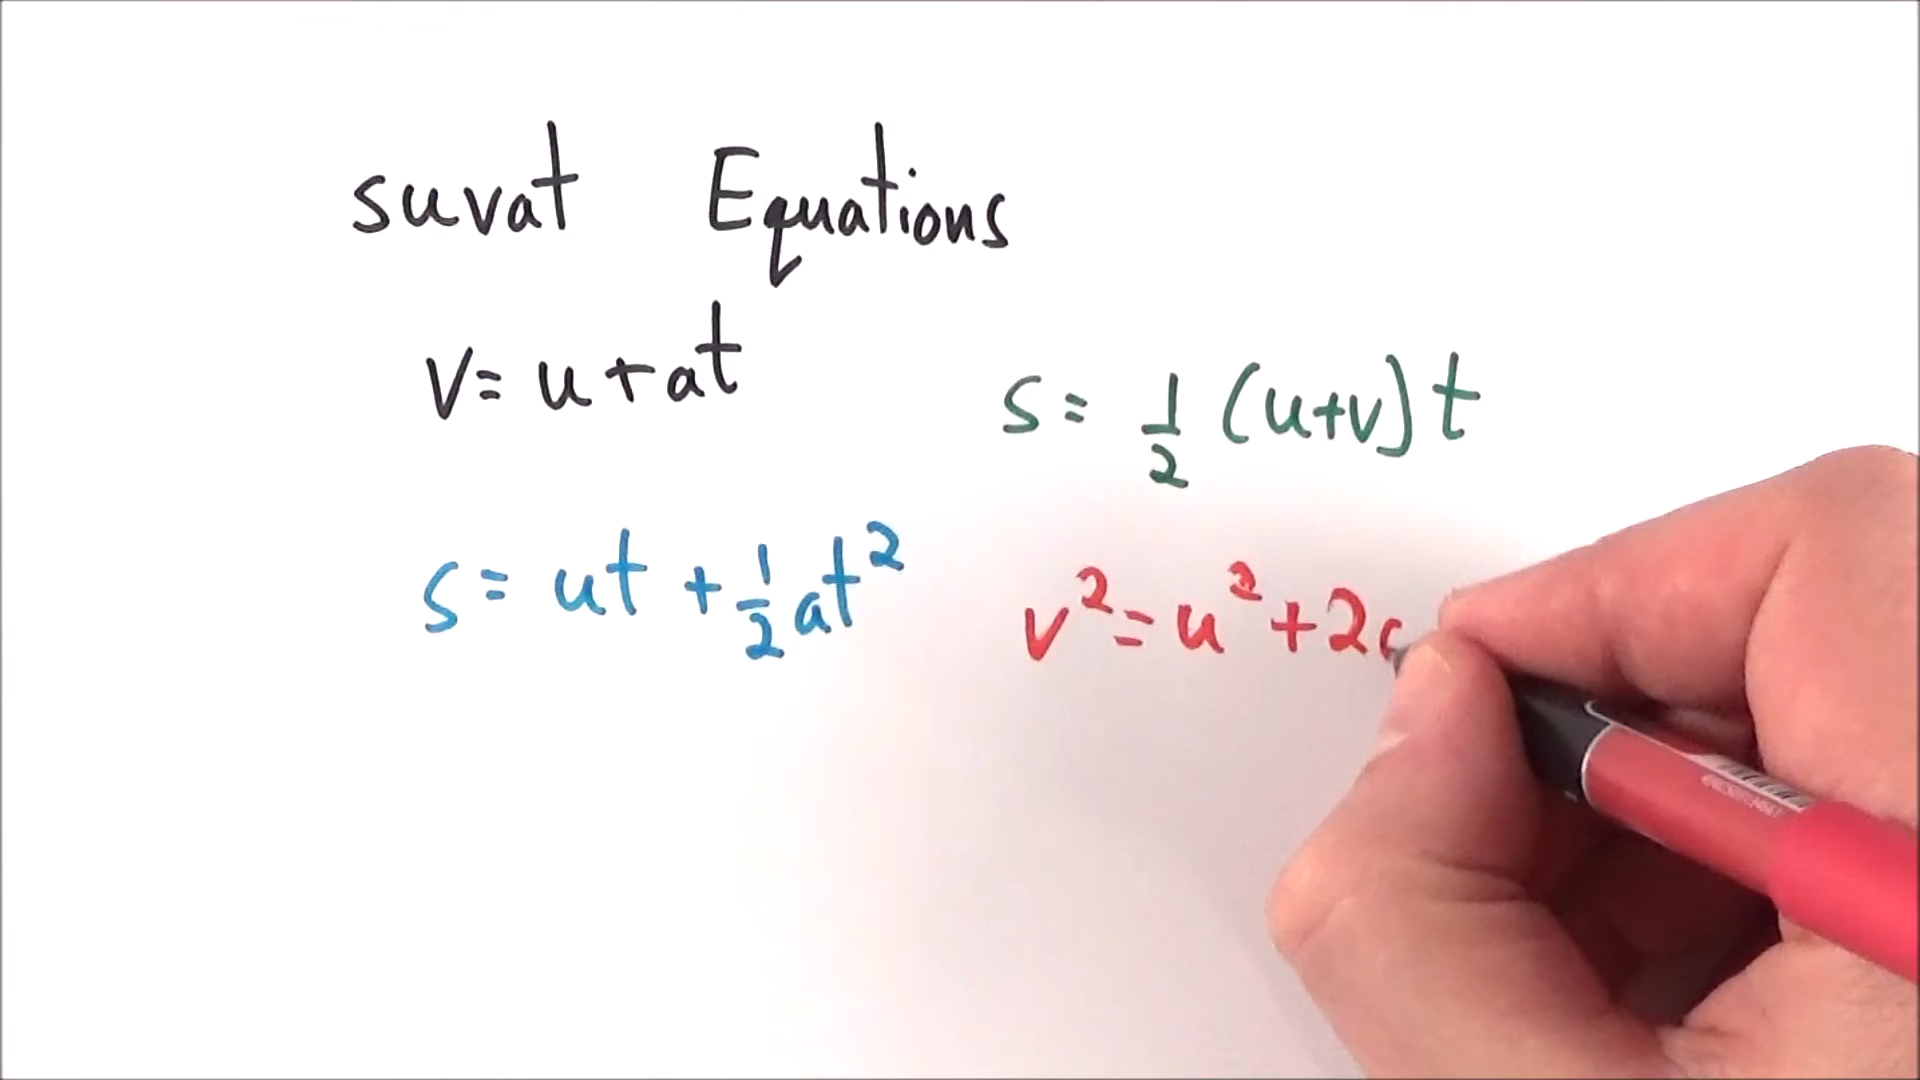 suvat Equations
v = u + at
s = 1/2 (u+v) t
s = ut + 1/2 at²
v² = u² + 2